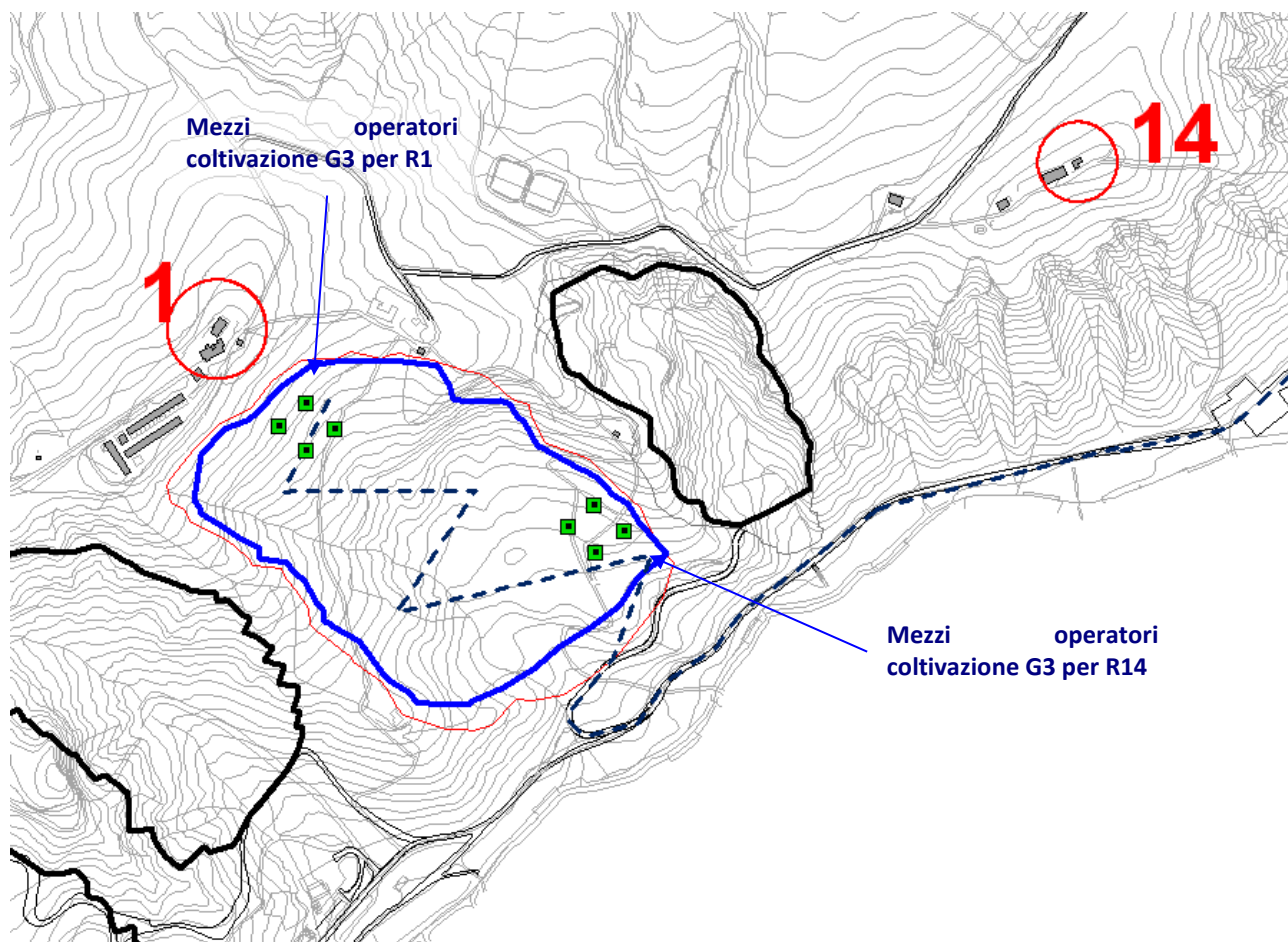 Mezzi operatori
coltivazione G3 per R1
14
1
Mezzi operatori
coltivazione G3 per R14